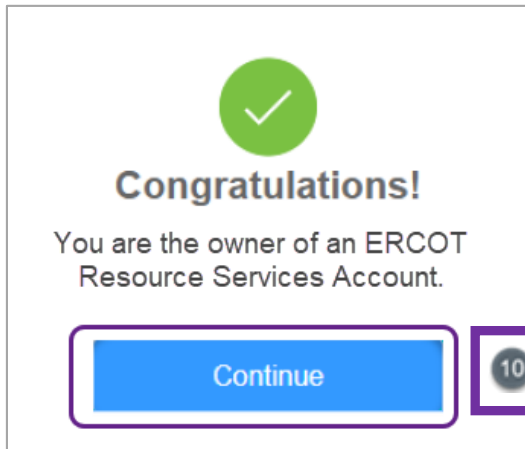 Congratulations!
You are the owner of an ERCOT
Resource Services Account.
Continue
10